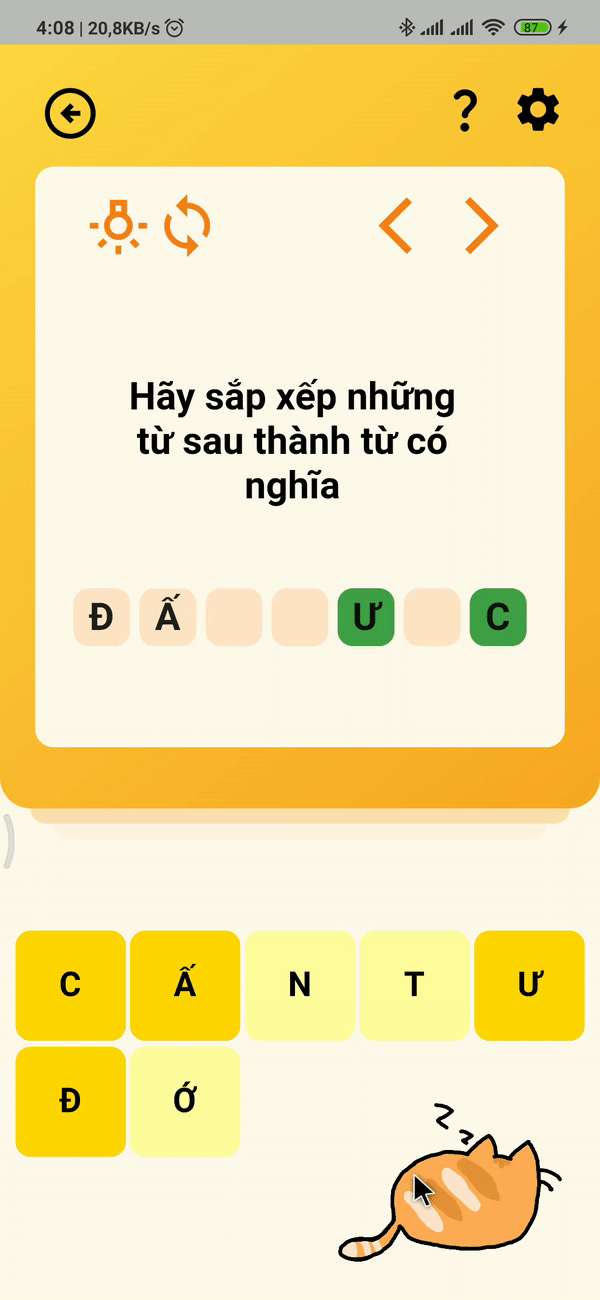 4:08 | 20,8KB/s
87
?
Hãy sắp xếp những
từ sau thành từ có
nghĩa
Đ Ấ Ư C
C Ấ N T Ư
Đ Ớ
z z